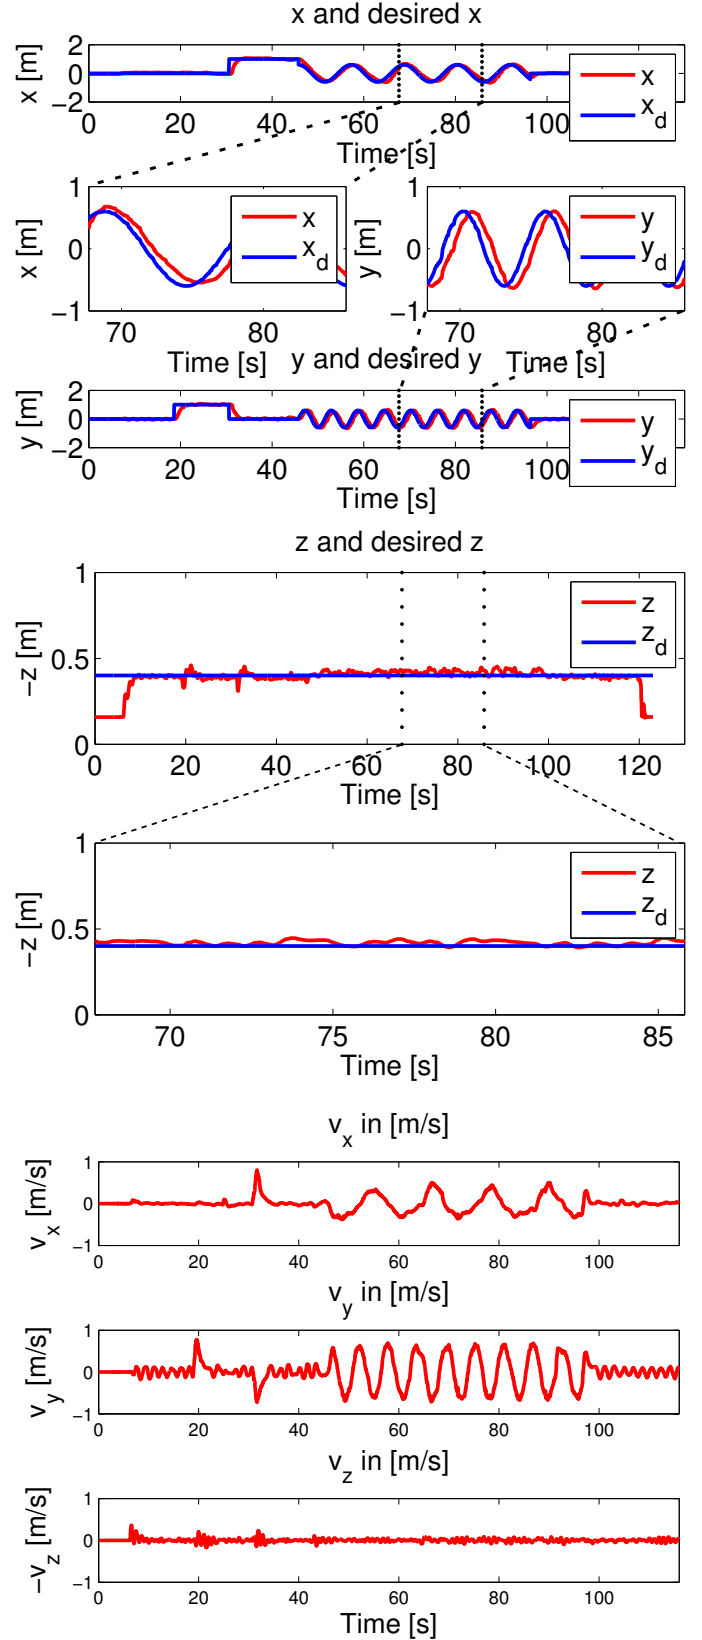 x and desired x
x [m]
2
0
−2
0 20 40 60 80 100
Time [s]
x
x_d
x [m]
1
0
−1
70 80
Time [s]
x
x_d
y [m]
1
0
−1
70 80
Time [s]
y
y_d
y and desired y
y [m]
2
0
−2
0 20 40 60 80 100
Time [s]
y
y_d
z and desired z
−z [m]
1
0.5
0
0 20 40 60 80 100 120
Time [s]
z
z_d
−z [m]
1
0.5
0
70 75 80 85
Time [s]
z
z_d
v_x in [m/s]
v_x [m/s]
1
0
−1
0 20 40 60 80 100
v_y in [m/s]
v_y [m/s]
1
0
−1
0 20 40 60 80 100
v_z in [m/s]
−v_z [m/s]
1
0
−1
0 20 40 60 80 100
Time [s]